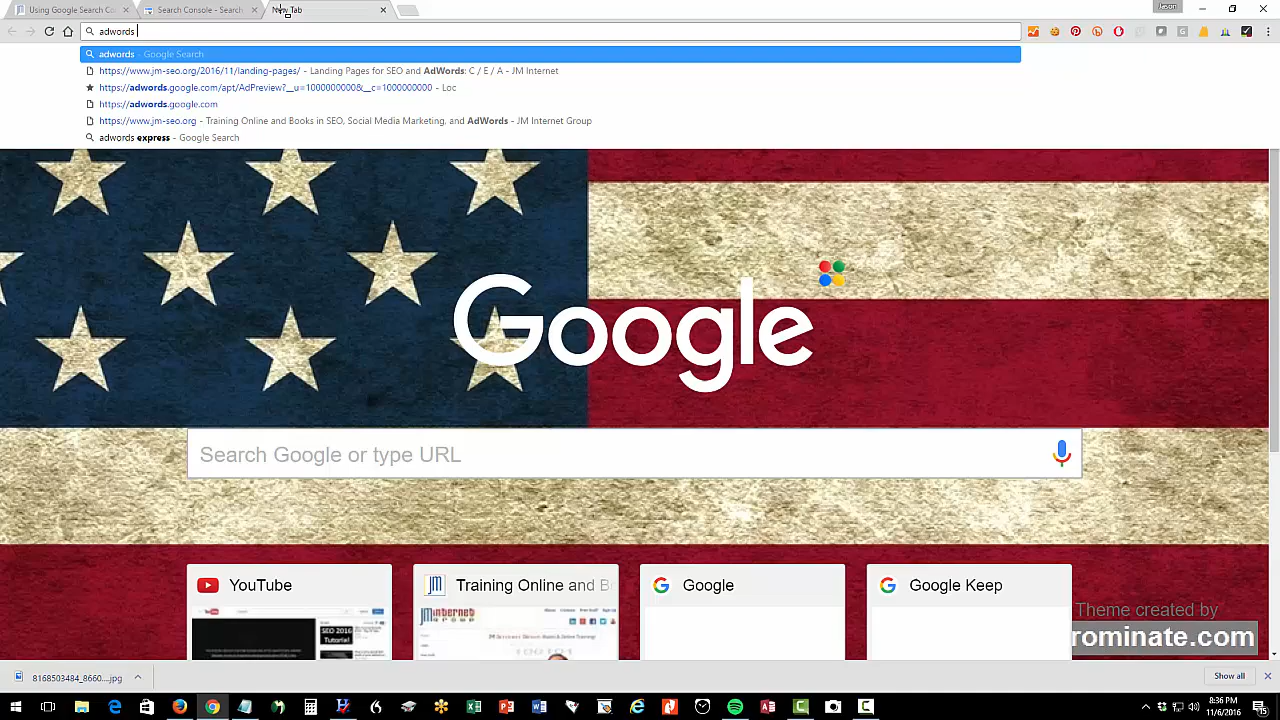 Using Google Search Co
Search Console - Search
New Tab
Jason
adwords
adwords - Google Search
https://www.jm-seo.org/2016/11/landing-pages/ - Landing Pages for SEO and AdWords: C / E / A - JM Internet
https://adwords.google.com/apt/AdPreview?__u=1000000000&__c=1000000000 - Loc
https://adwords.google.com
https://www.jm-seo.org - Training Online and Books in SEO, Social Media Marketing, and AdWords - JM Internet Group
adwords express - Google Search
Google
Search Google or type URL
YouTube
Training Online and B
Google
Google Keep
SEO 2016
Tutorial!
Theme created by
rominate.com
8168503484_8660....jpg
Show all
8:36 PM
11/6/2016